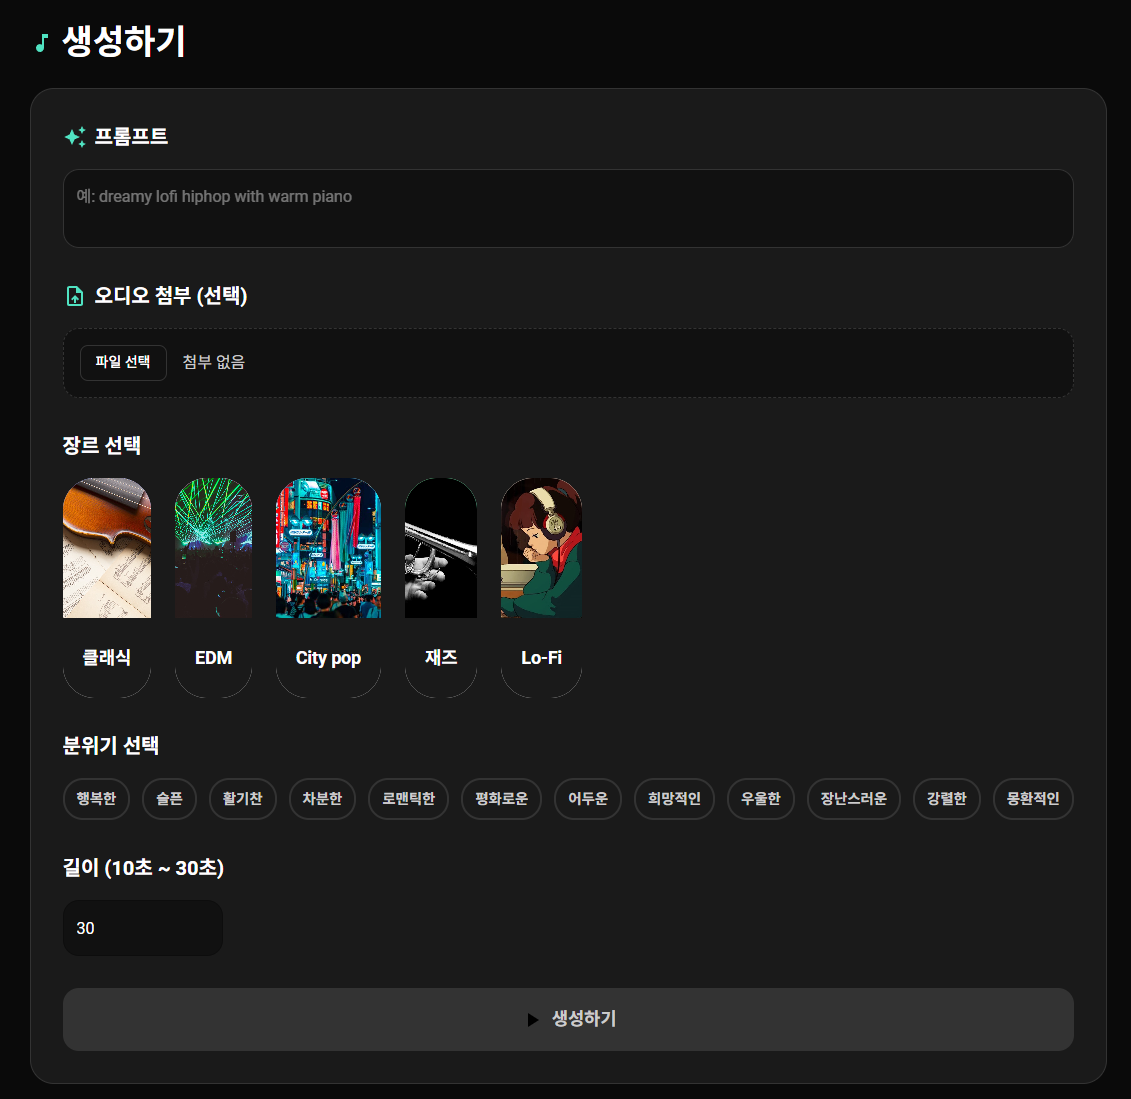 생성하기
프롬프트
예: dreamy lofi hiphop with warm piano
오디오 첨부 (선택)
파일 선택 첨부 없음
장르 선택
클래식 EDM City pop 재즈 Lo-Fi
분위기 선택
행복한 슬픈 활기찬 차분한 로맨틱한 평화로운 어두운 희망적인 우울한 장난스러운 강렬한 몽환적인
길이 (10초 ~ 30초)
30
생성하기